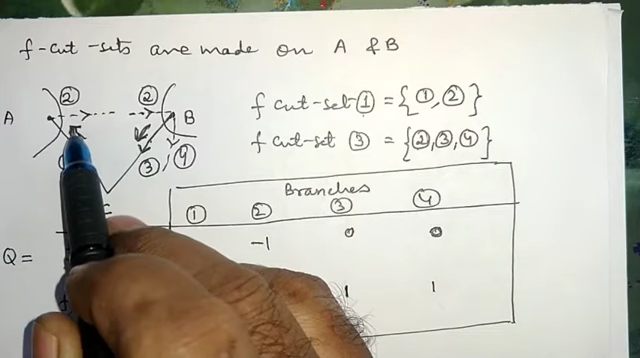 f-cut-sets are made on A & B
② ②
A B
③, ④
f cut-set ① = {①, ②}
f cut-set ③ = {②, ③, ④}
Branches
① ② ③ ④
Q =
-1 0 0
1 1